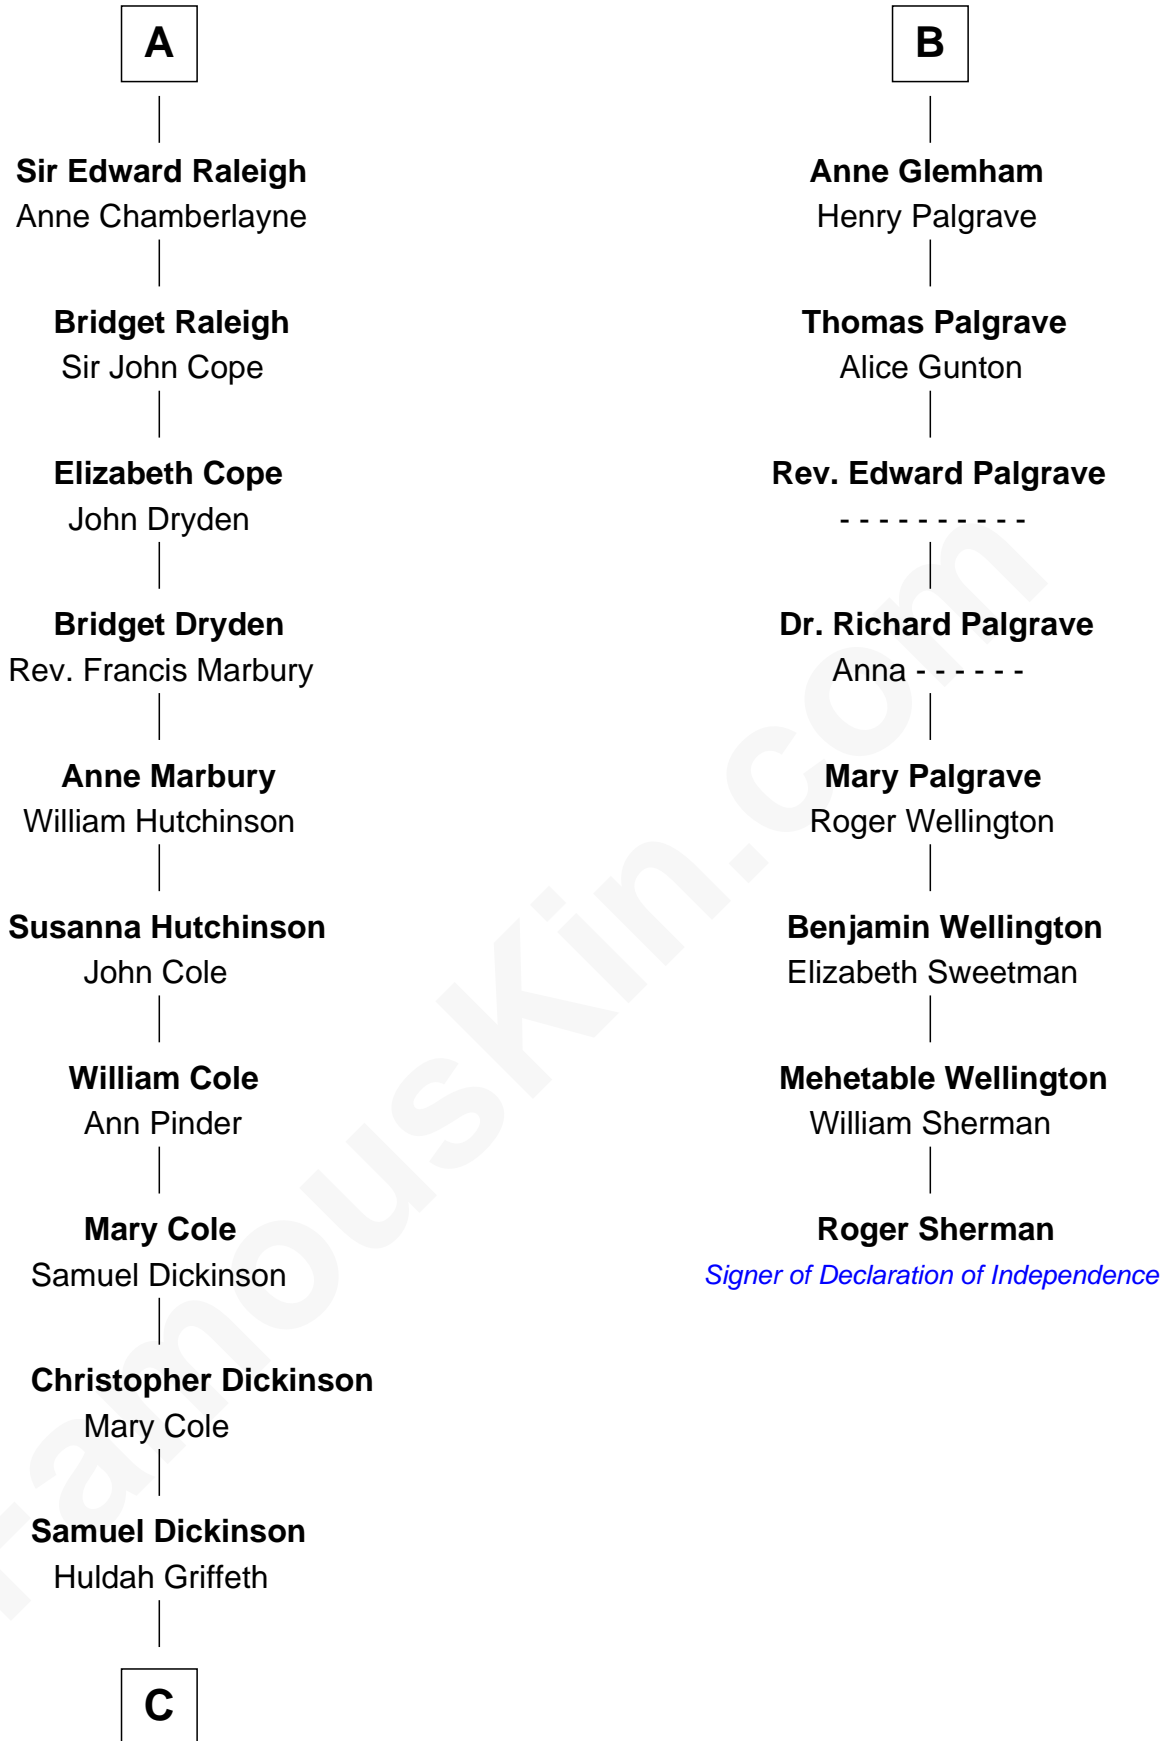 A
Sir Edward Raleigh
Anne Chamberlayne
Bridget Raleigh
Sir John Cope
Elizabeth Cope
John Dryden
Bridget Dryden
Rev. Francis Marbury
Anne Marbury
William Hutchinson
Susanna Hutchinson
John Cole
William Cole
Ann Pinder
Mary Cole
Samuel Dickinson
Christopher Dickinson
Mary Cole
Samuel Dickinson
Huldah Griffeth
C
B
Anne Glemham
Henry Palgrave
Thomas Palgrave
Alice Gunton
Rev. Edward Palgrave
- - - - - - - - - -
Dr. Richard Palgrave
Anna - - - - - -
Mary Palgrave
Roger Wellington
Benjamin Wellington
Elizabeth Sweetman
Mehetable Wellington
William Sherman
Roger Sherman
Signer of Declaration of Independence
FamousKin.com